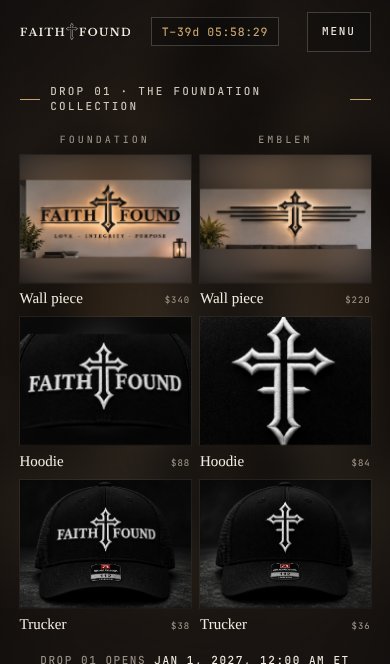 FAITH FOUND
T-39d 05:58:29
MENU
DROP 01 · THE FOUNDATION
COLLECTION
FOUNDATION
EMBLEM
FAITH FOUND
LOVE · INTEGRITY · PURPOSE
Wall piece
$340
Wall piece
$220
FAITH FOUND
Hoodie
$88
Hoodie
$84
FAITH FOUND
112
112
Trucker
$38
Trucker
$36
DROP 01 OPENS JAN 1, 2027, 12:00 AM ET